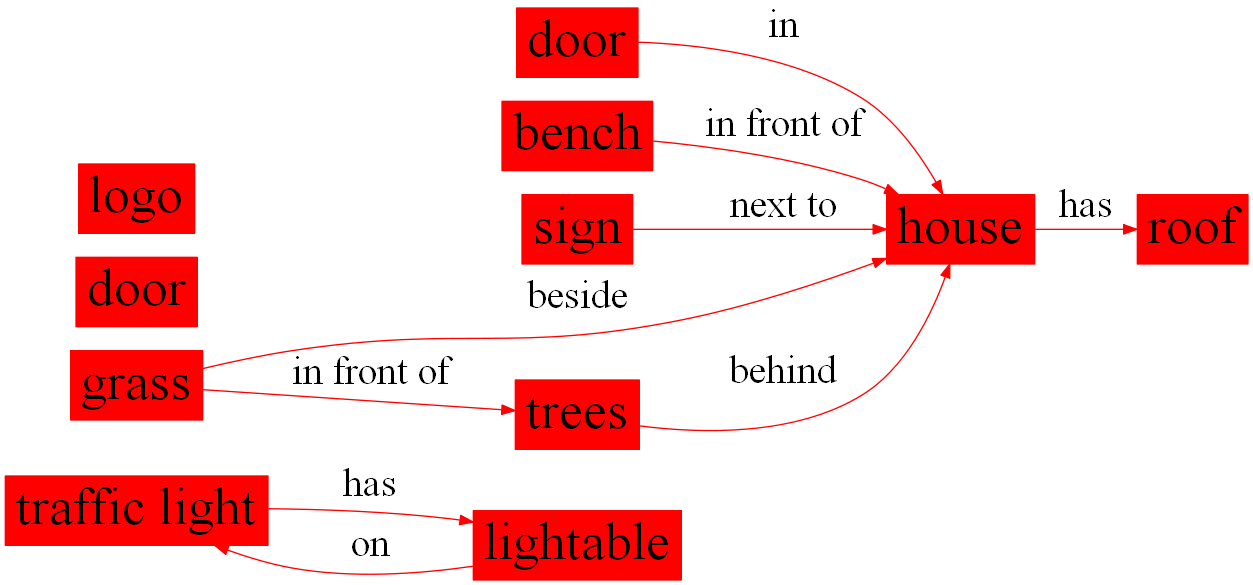 door
in
bench
in front of
logo
sign
next to
house
has
roof
door
beside
grass
in front of
trees
behind
traffic light
has
lightable
on